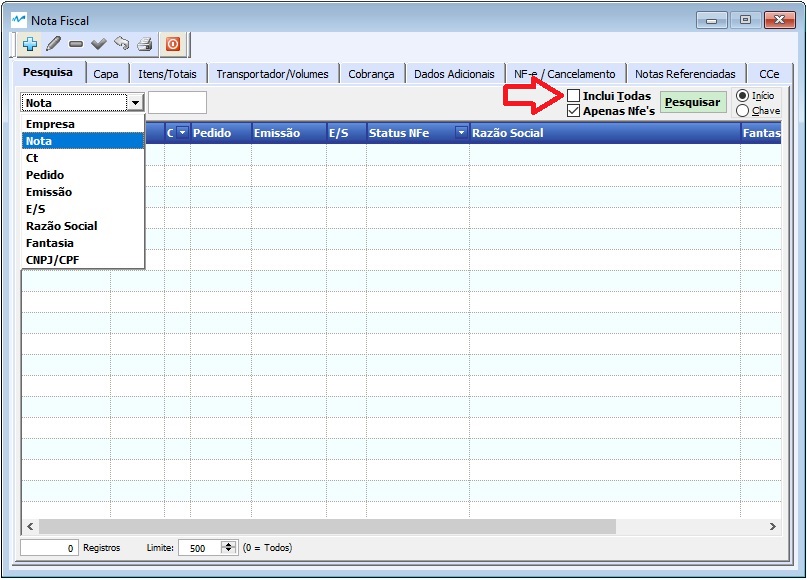 Nota Fiscal
Pesquisa Capa Itens/Totais Transportador/Volumes Cobrança Dados Adicionais NF-e / Cancelamento Notas Referenciadas CCe
Nota Inclui Todas Pesquisar Início
Apenas Nfe's Chave
C Pedido Emissão E/S Status NFe Razão Social Fantas
Empresa
Nota
Ct
Pedido
Emissão
E/S
Razão Social
Fantasia
CNPJ/CPF
0 Registros Limite: 500 (0 = Todos)